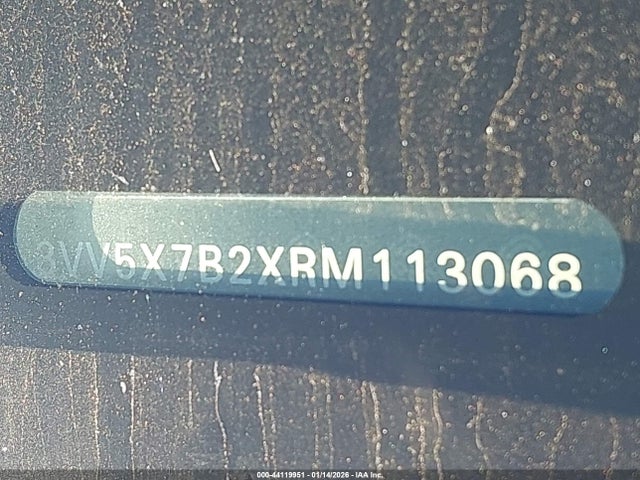 3VV5X7B2XRM113068
000-44119951 - 01/14/2026 - IAA Inc.